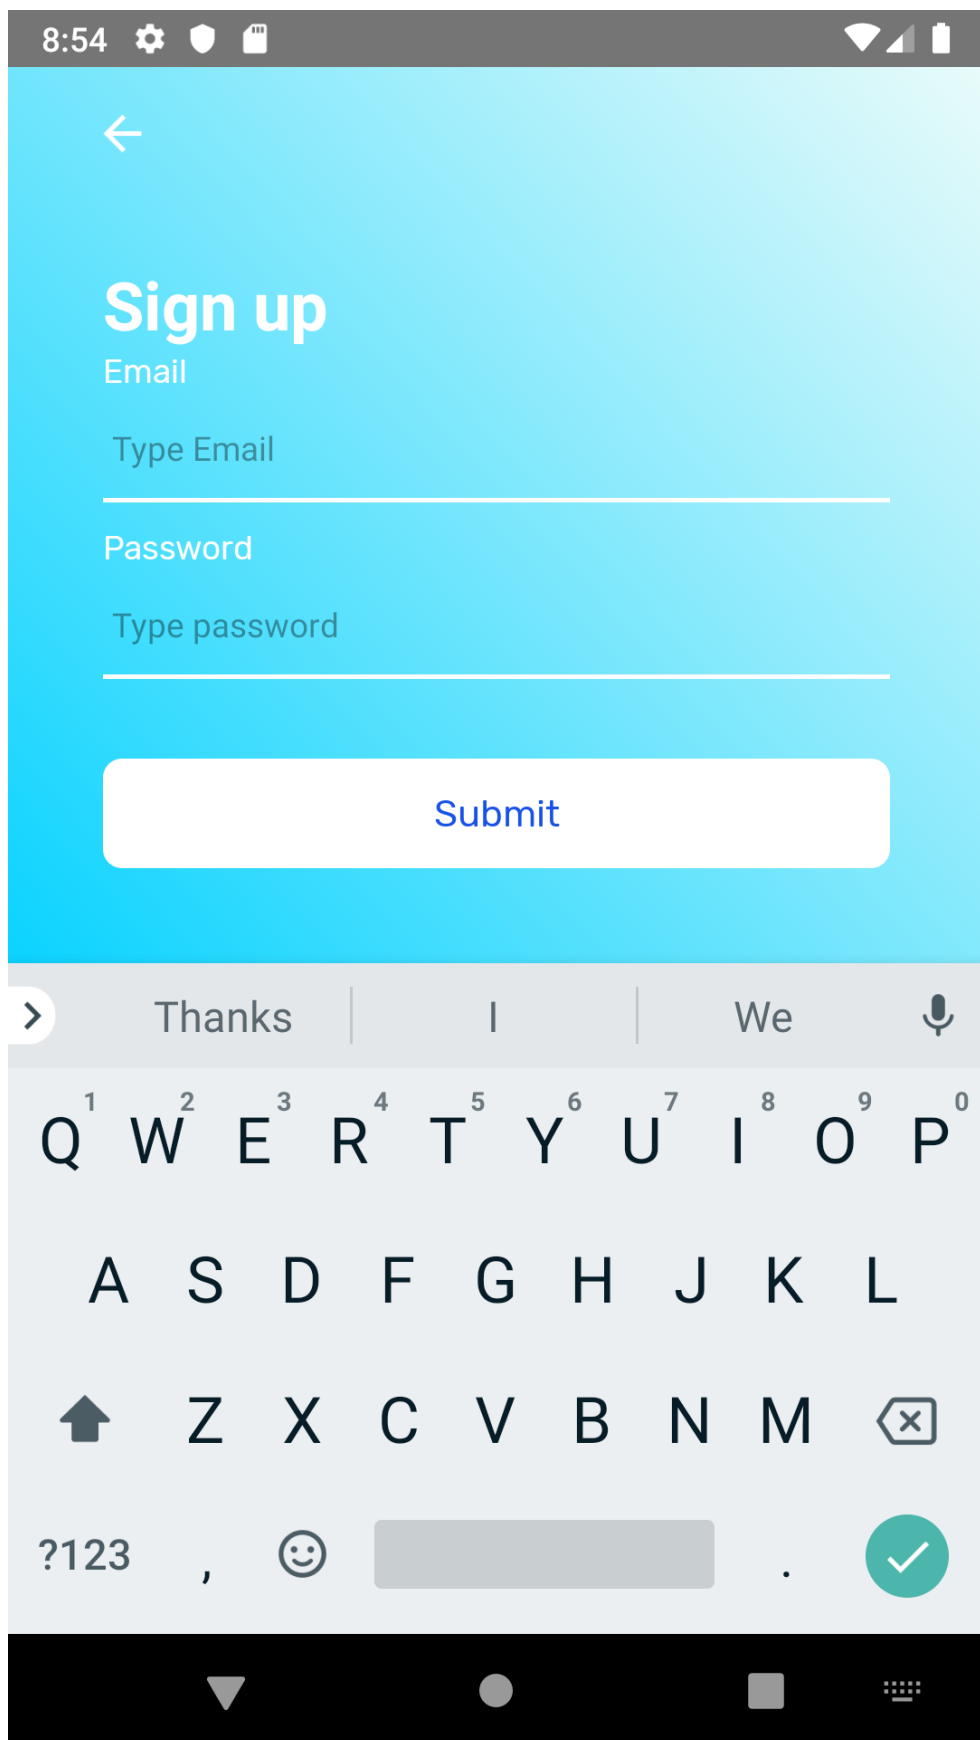 8:54
Sign up
Email
Type Email
Password
Type password
Submit
Thanks I We
1 2 3 4 5 6 7 8 9 0
Q W E R T Y U I O P
A S D F G H J K L
Z X C V B N M
?123 , .